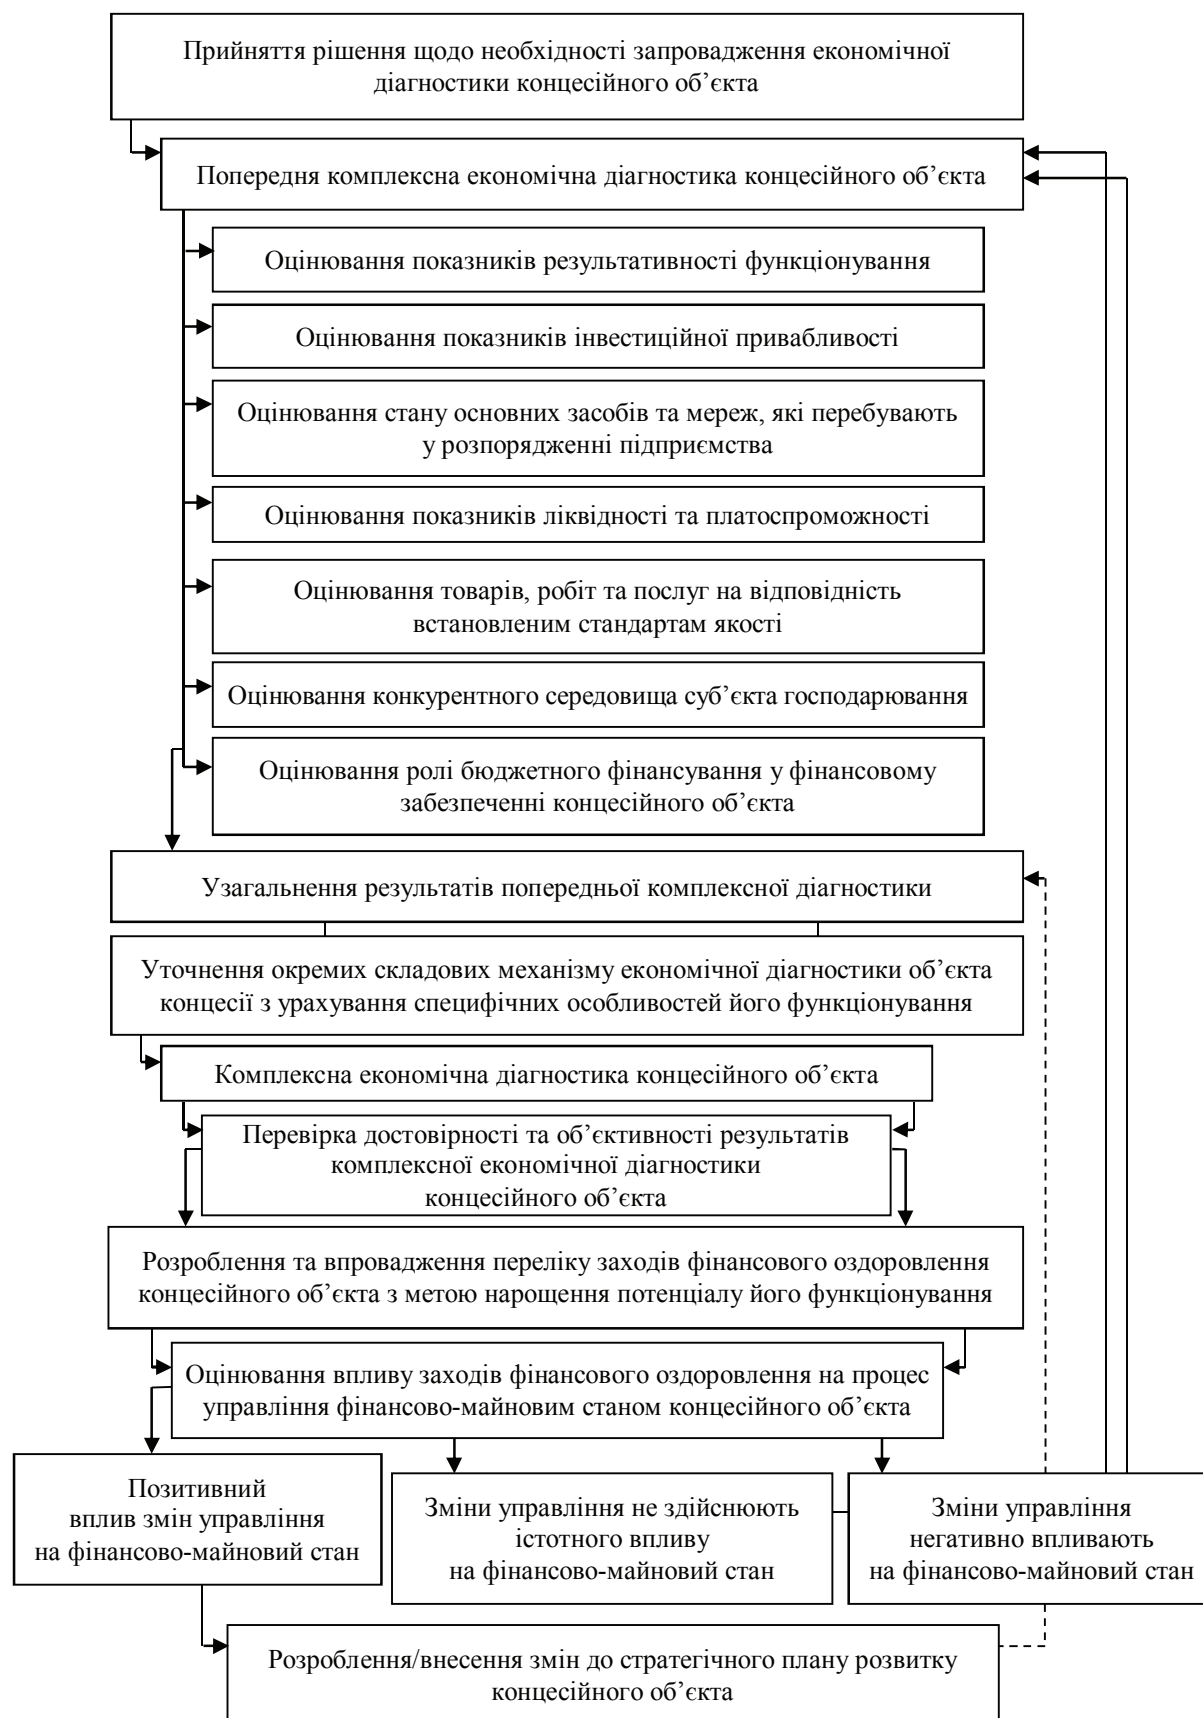 Прийняття рішення щодо необхідності запровадження економічної
діагностики концесійного об’єкта
Попередня комплексна економічна діагностика концесійного об’єкта
Оцінювання показників результативності функціонування
Оцінювання показників інвестиційної привабливості
Оцінювання стану основних засобів та мереж, які перебувають
у розпорядженні підприємства
Оцінювання показників ліквідності та платоспроможності
Оцінювання товарів, робіт та послуг на відповідність
встановленим стандартам якості
Оцінювання конкурентного середовища суб’єкта господарювання
Оцінювання ролі бюджетного фінансування у фінансовому
забезпеченні концесійного об’єкта
Узагальнення результатів попередньої комплексної діагностики
Уточнення окремих складових механізму економічної діагностики об’єкта
концесії з урахування специфічних особливостей його функціонування
Комплексна економічна діагностика концесійного об’єкта
Перевірка достовірності та об’єктивності результатів
комплексної економічної діагностики
концесійного об’єкта
Розроблення та впровадження переліку заходів фінансового оздоровлення
концесійного об’єкта з метою нарощення потенціалу його функціонування
Оцінювання впливу заходів фінансового оздоровлення на процес
управління фінансово-майновим станом концесійного об’єкта
Позитивний
вплив змін управління
на фінансово-майновий стан
Зміни управління не здійснюють
істотного впливу
на фінансово-майновий стан
Зміни управління
негативно впливають
на фінансово-майновий стан
Розроблення/внесення змін до стратегічного плану розвитку
концесійного об’єкта